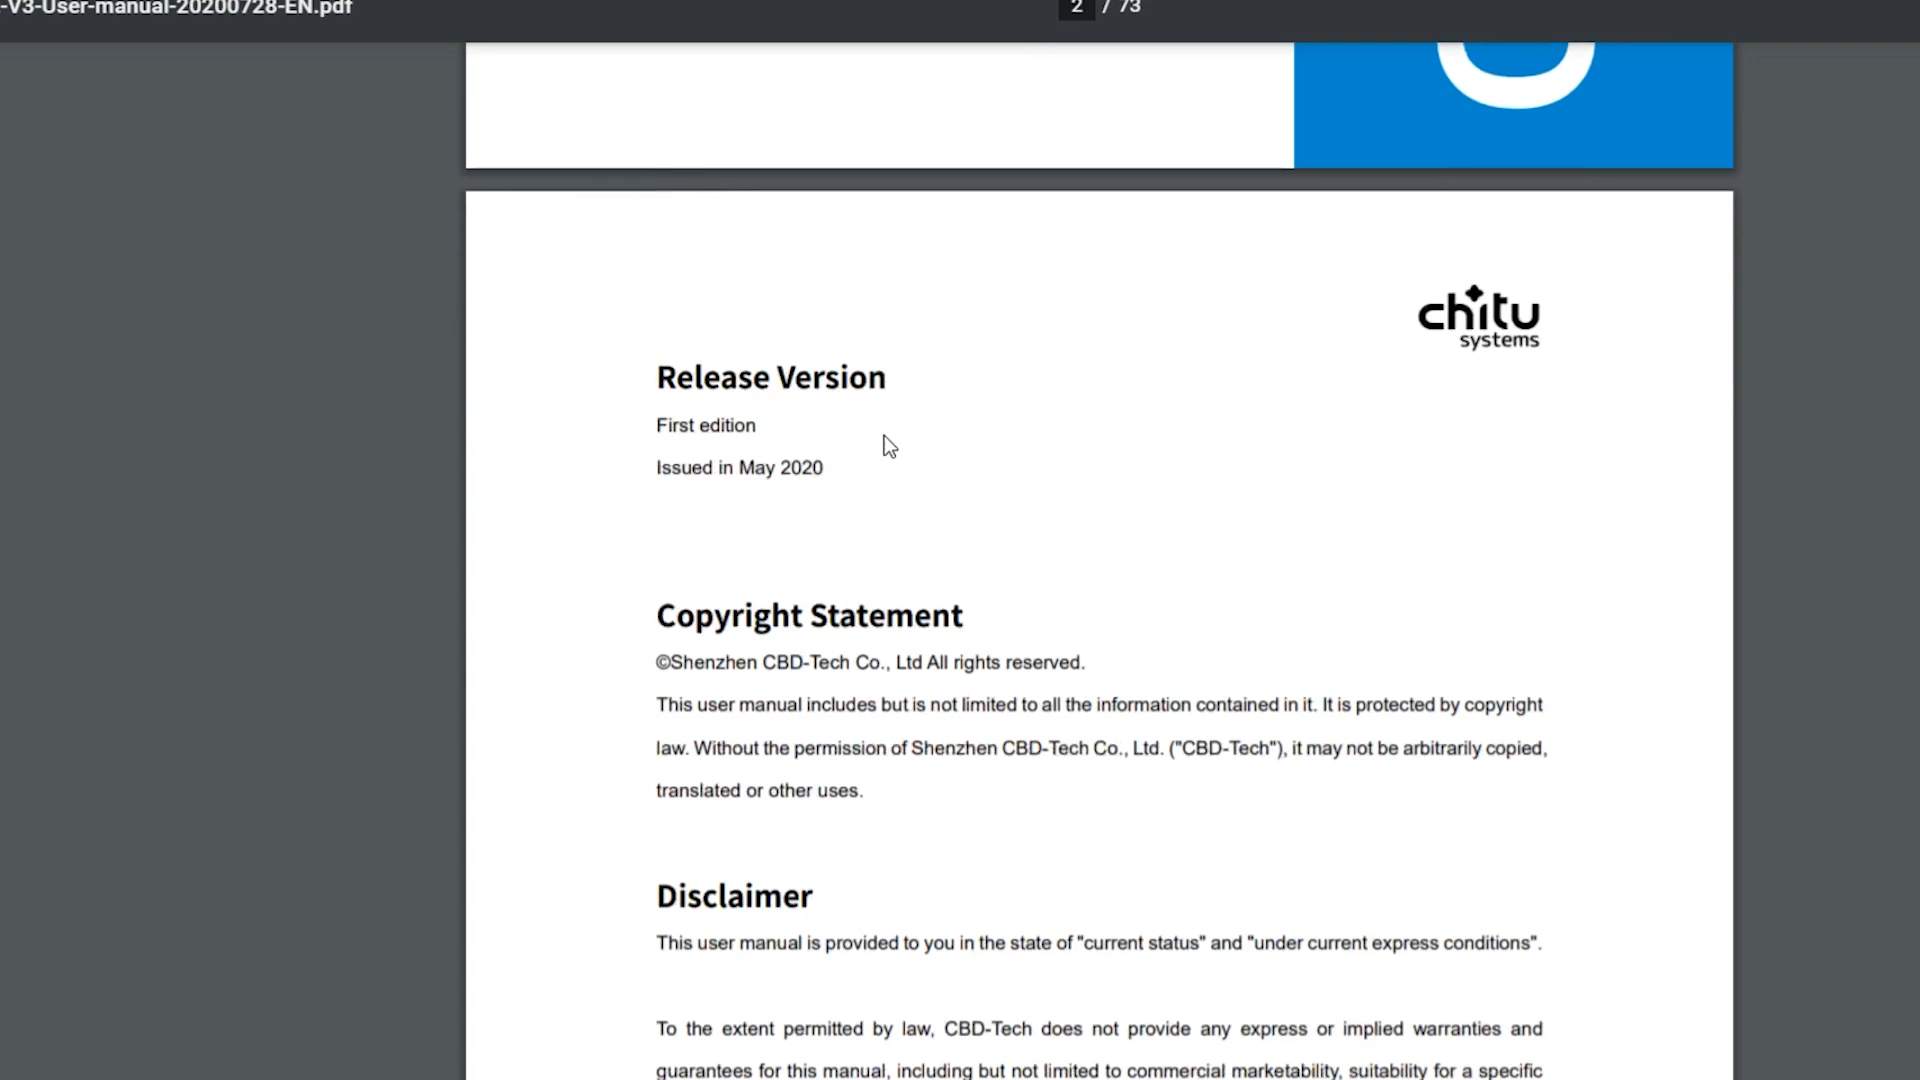 -V3-User-manual-20200728-EN.pdf
2 / 73
chitu
systems
Release Version
First edition
Issued in May 2020
Copyright Statement
©Shenzhen CBD-Tech Co., Ltd All rights reserved.
This user manual includes but is not limited to all the information contained in it. It is protected by copyright
law. Without the permission of Shenzhen CBD-Tech Co., Ltd. ("CBD-Tech"), it may not be arbitrarily copied,
translated or other uses.
Disclaimer
This user manual is provided to you in the state of "current status" and "under current express conditions".
To the extent permitted by law, CBD-Tech does not provide any express or implied warranties and
guarantees for this manual, including but not limited to commercial marketability, suitability for a specific